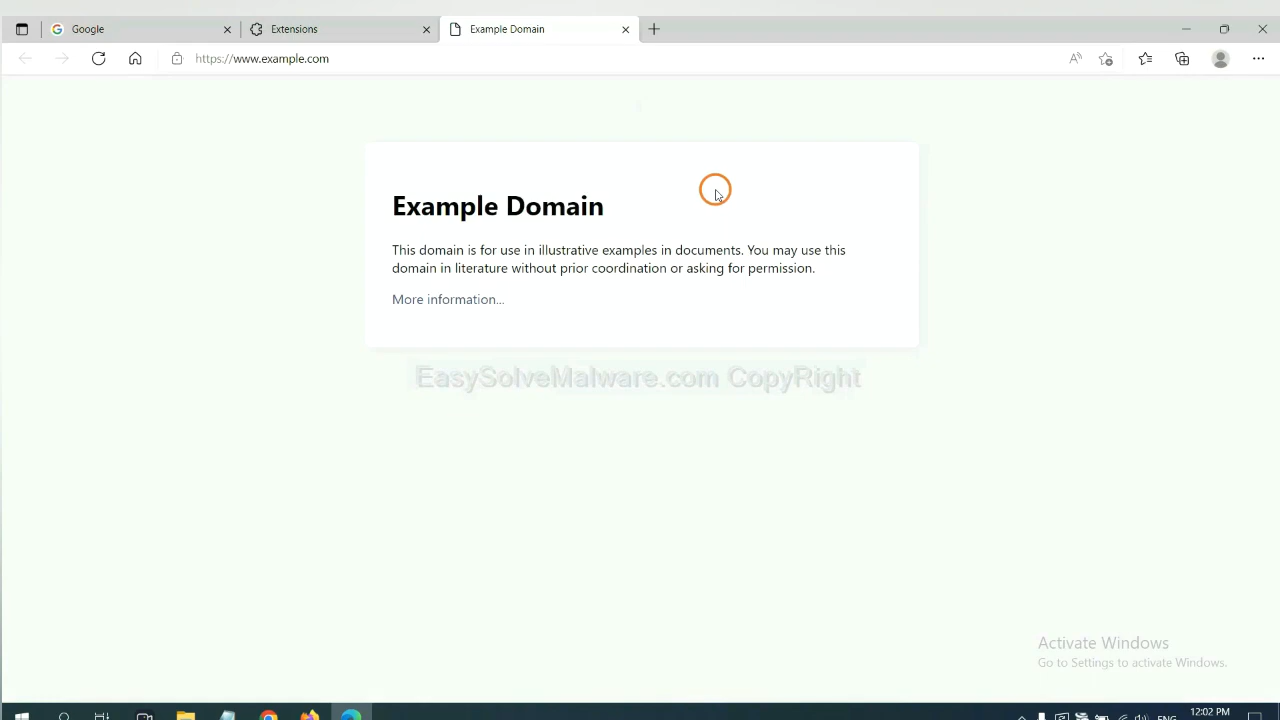 Google
Extensions
Example Domain
https://www.example.com
Example Domain
This domain is for use in illustrative examples in documents. You may use this
domain in literature without prior coordination or asking for permission.
More information...
EasySolveMalware.com CopyRight
Activate Windows
Go to Settings to activate Windows.
ENG
12:02 PM